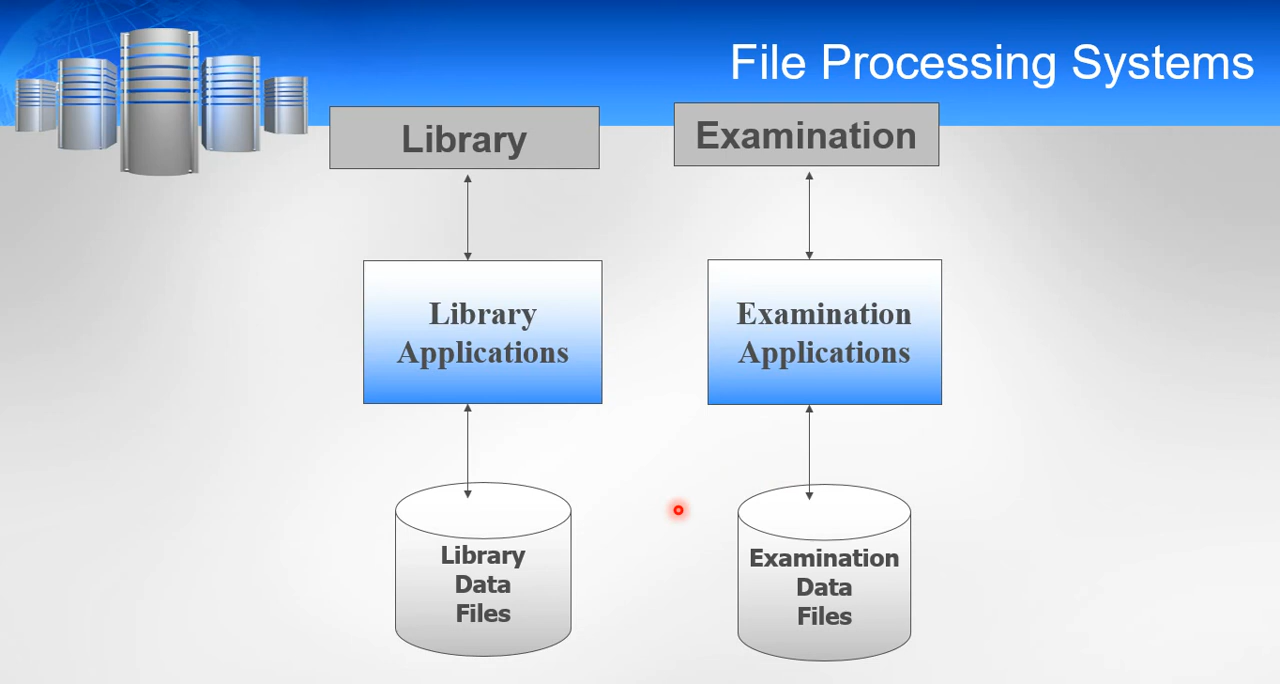 File Processing Systems
Library
Examination
Library
Applications
Examination
Applications
Library
Data
Files
Examination
Data
Files